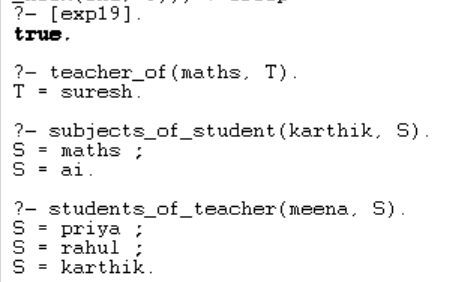 ?- [exp19].
true.
?- teacher_of(maths, T).
T = suresh.
?- subjects_of_student(karthik, S).
S = maths ;
S = ai.
?- students_of_teacher(meena, S).
S = priya ;
S = rahul ;
S = karthik.